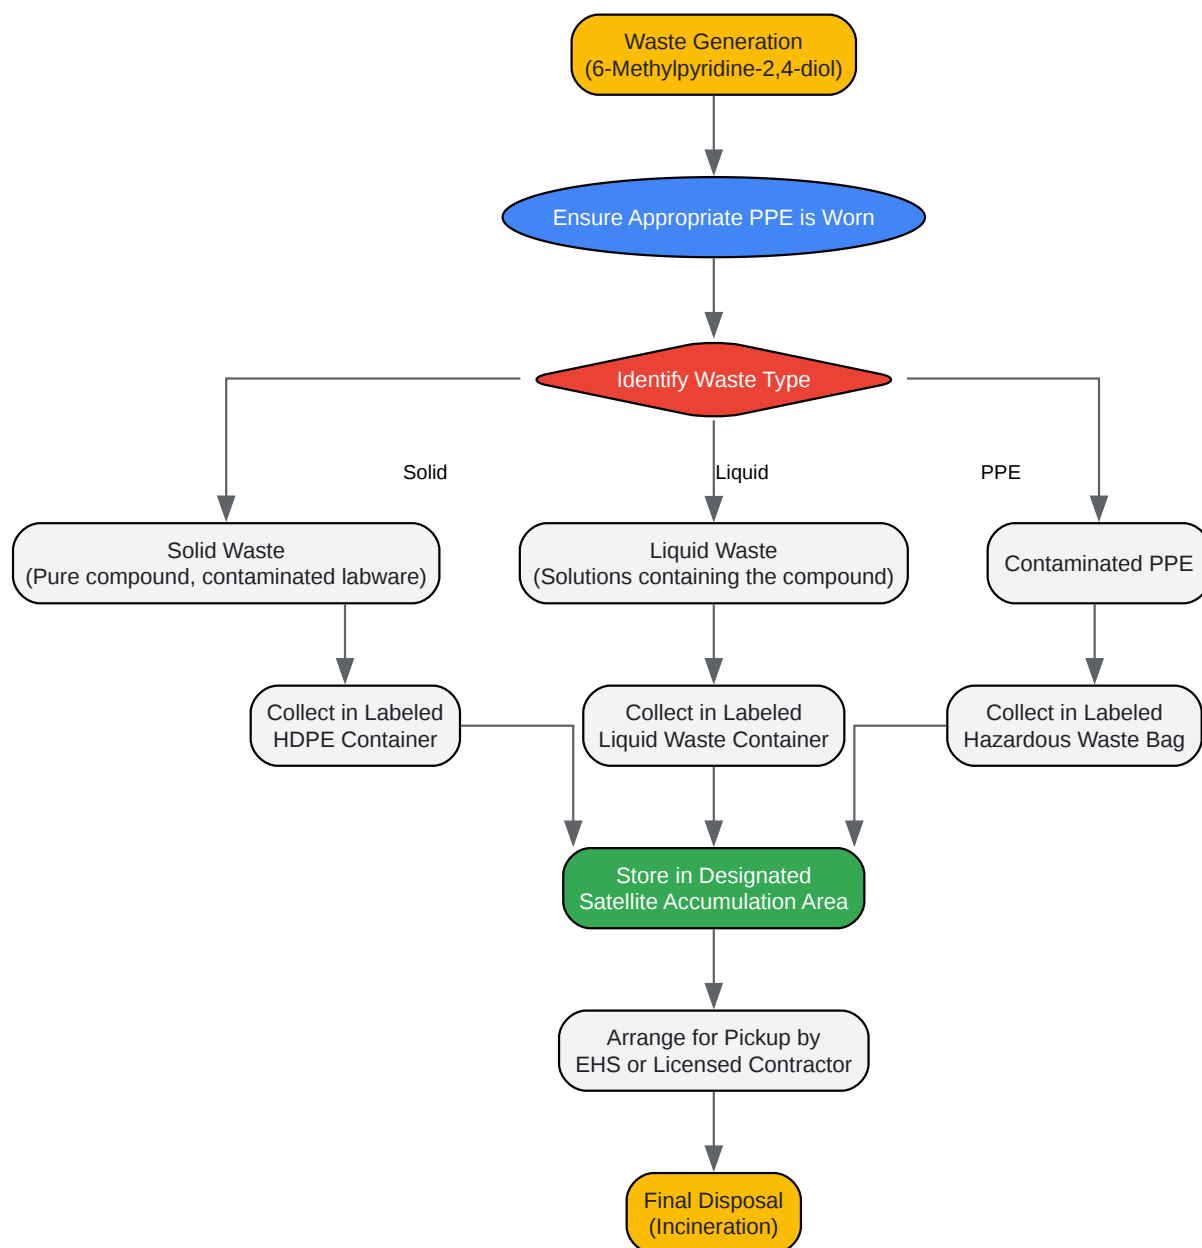 Waste Generation
(6-Methylpyridine-2,4-diol)
Ensure Appropriate PPE is Worn
Identify Waste Type
Solid
Liquid
PPE
Solid Waste
(Pure compound, contaminated labware)
Liquid Waste
(Solutions containing the compound)
Contaminated PPE
Collect in Labeled
HDPE Container
Collect in Labeled
Liquid Waste Container
Collect in Labeled
Hazardous Waste Bag
Store in Designated
Satellite Accumulation Area
Arrange for Pickup by
EHS or Licensed Contractor
Final Disposal
(Incineration)